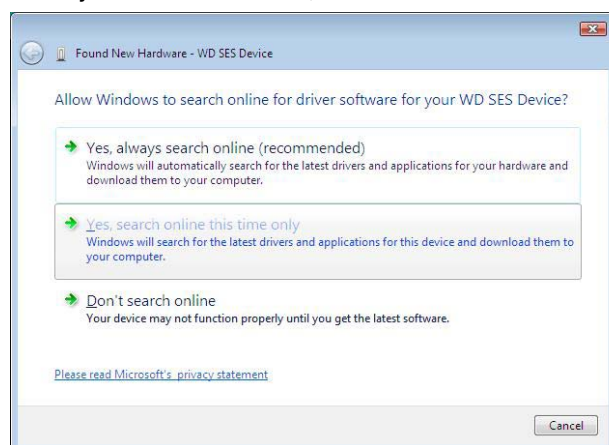 Found New Hardware - WD SES Device
Allow Windows to search online for driver software for your WD SES Device?
Yes, always search online (recommended)
Windows will automatically search for the latest drivers and applications for your hardware and
download them to your computer.
Yes, search online this time only
Windows will search for the latest drivers and applications for this device and download them to
your computer.
Don't search online
Your device may not function properly until you get the latest software.
Please read Microsoft's privacy statement
Cancel